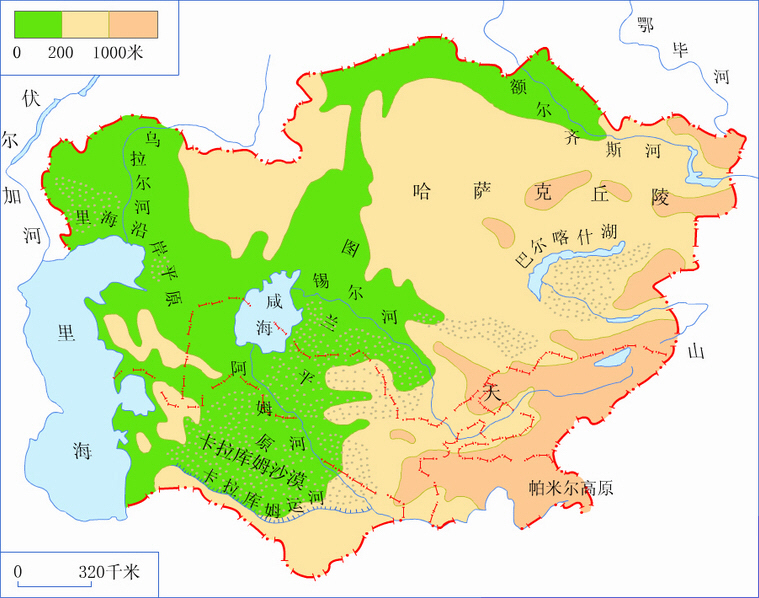 0 200 1000米
鄂毕河
伏尔加河
额尔齐斯河
乌拉尔河
里海沿岸平原
哈萨克丘陵
巴尔喀什湖
图兰平原
锡尔河
咸海
里海
阿姆河
天山
卡拉库姆沙漠
卡拉库姆运河
帕米尔高原
0 320千米